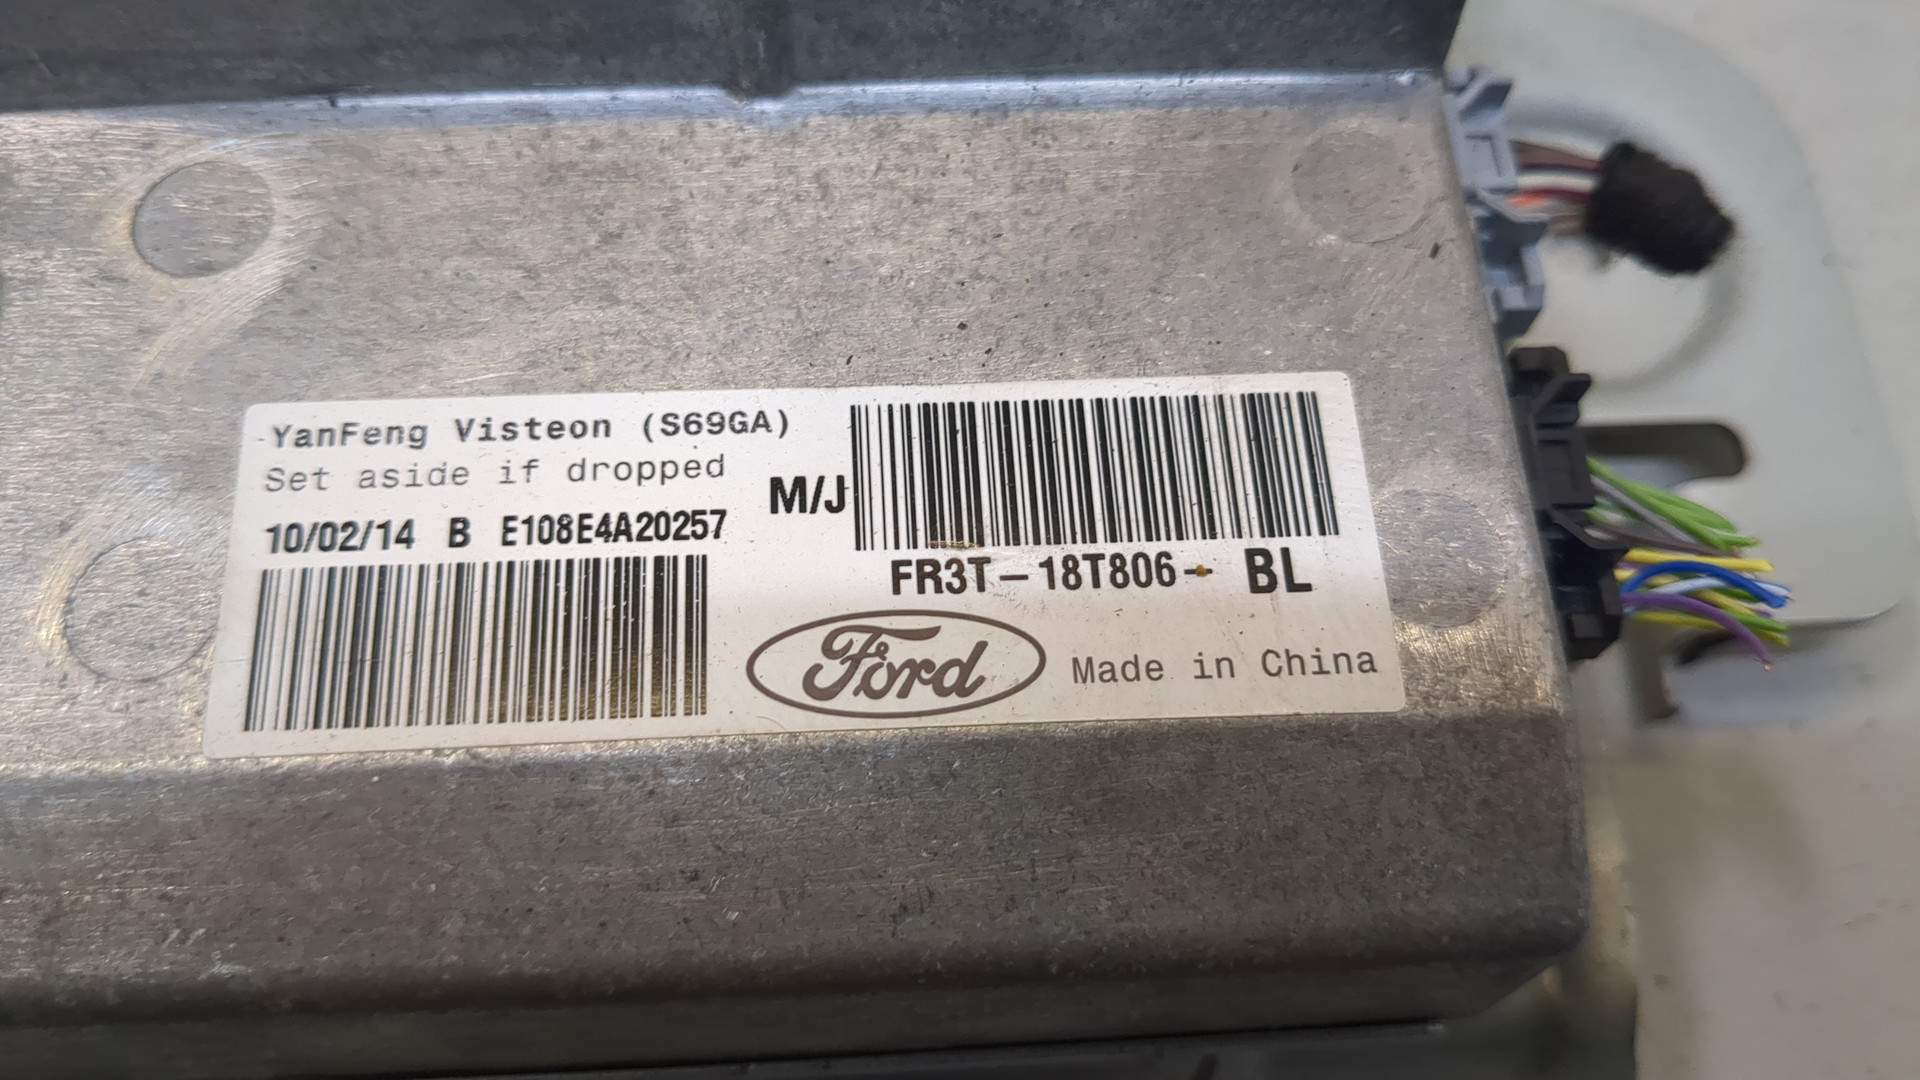 YanFeng Visteon (S69GA)
Set aside if dropped
10/02/14 B E108E4A20257
M/J
FR3T-18T806- BL
Ford
Made in China